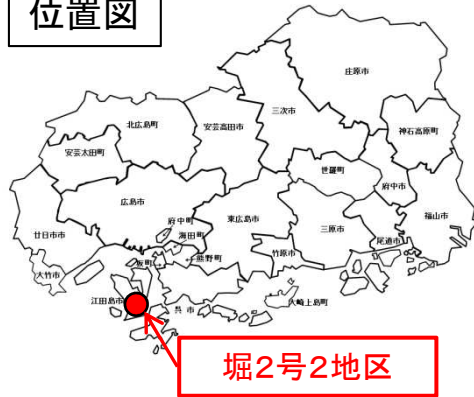 位置図
庄原市
三次市
北広島町
安芸高田市
神石高原町
安芸太田町
世羅町
府中市
広島市
府中町
海田町
東広島市
三原市
福山市
尾道市
廿日市市
坂町
熊野町
竹原市
大竹市
江田島市
呉市
大崎上島町
堀2号2地区